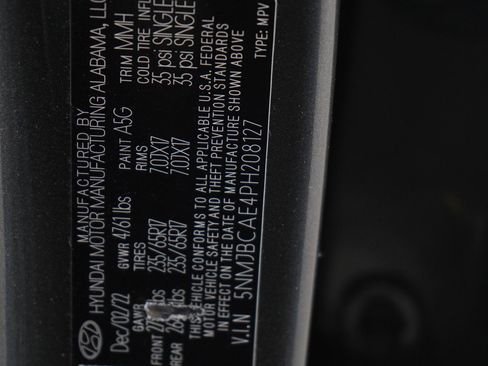 MANUFACTURED BY
HYUNDAI MOTOR MANUFACTURING ALABAMA, LLC
Dec/02/22 GVWR 4761 lbs PAINT A5G TRIM MMH
GAWR TIRES RIMS COLD TIRE INFL
FRONT lbs 235/65R17 7.0JX17 35 psi SINGLE
REAR lbs 235/65R17 7.0JX17 35 psi SINGLE
CONFORMS TO ALL APPLICABLE U.S.A. FEDERAL
MOTOR VEHICLE SAFETY AND THEFT PREVENTION STANDARDS
IN EFFECT ON THE DATE OF MANUFACTURE SHOWN ABOVE
V.I.N 5NMJBCAE4PH208127 TYPE: MPV